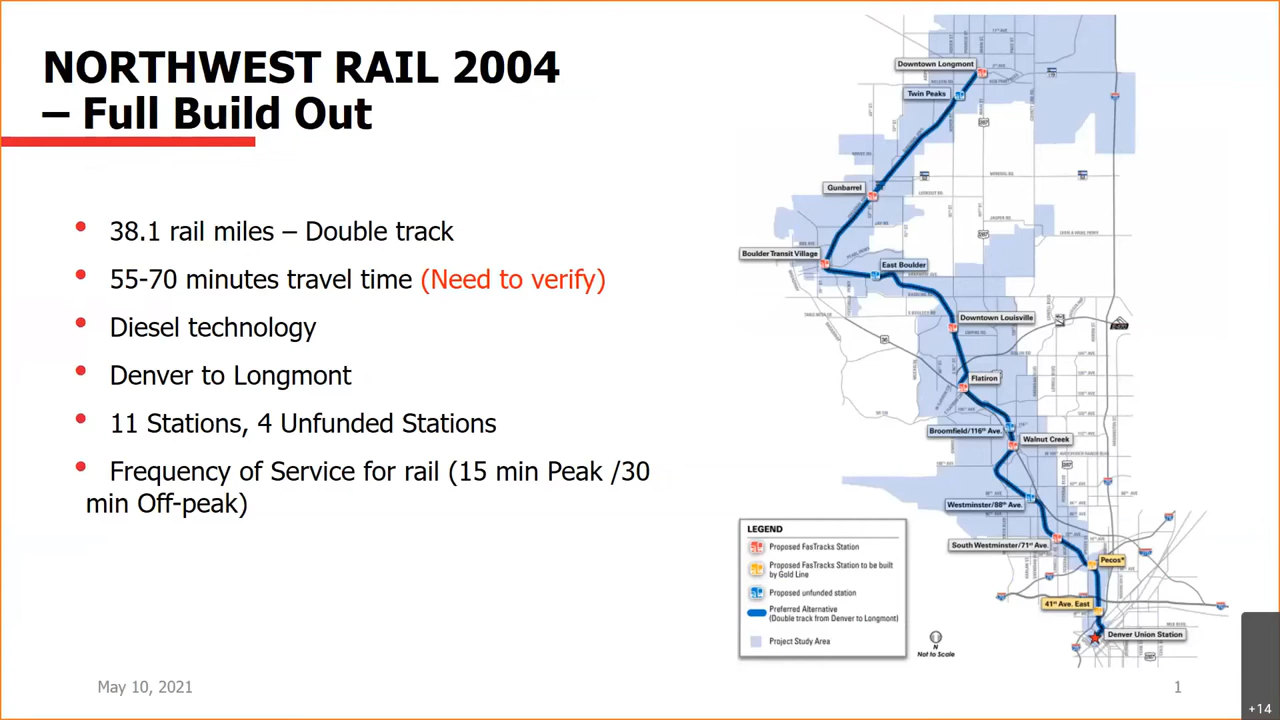 NORTHWEST RAIL 2004
– Full Build Out
• 38.1 rail miles – Double track
• 55-70 minutes travel time (Need to verify)
• Diesel technology
• Denver to Longmont
• 11 Stations, 4 Unfunded Stations
• Frequency of Service for rail (15 min Peak /30
min Off-peak)
Downtown Longmont
Twin Peaks
Gunbarrel
Boulder Transit Village
East Boulder
Downtown Louisville
Flatiron
Broomfield/116th Ave.
Walnut Creek
Westminster/88th Ave.
South Westminster/71st Ave.
Pecos*
41st Ave. East
Denver Union Station
LEGEND
Proposed FasTracks Station
Proposed FasTracks Station to be built
by Gold Line
Proposed unfunded station
Preferred Alternative
(Double track from Denver to Longmont)
Project Study Area
N
Not to Scale
May 10, 2021
1
+14